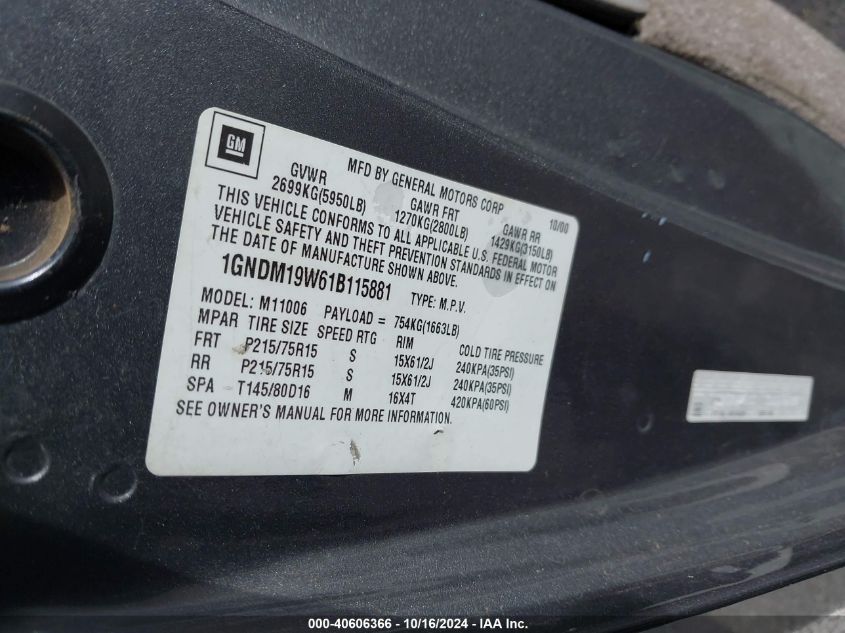 GM
MFD BY GENERAL MOTORS CORP 10/00
GVWR GAWR FRT GAWR RR
2699KG(5950LB) 1270KG(2800LB) 1429KG(3150LB)
THIS VEHICLE CONFORMS TO ALL APPLICABLE U.S. FEDERAL MOTOR
VEHICLE SAFETY AND THEFT PREVENTION STANDARDS IN EFFECT ON
THE DATE OF MANUFACTURE SHOWN ABOVE.
1GNDM19W61B115881 TYPE: M.P.V.
MODEL: M11006 PAYLOAD = 754KG(1663LB)
MPAR TIRE SIZE SPEED RTG RIM COLD TIRE PRESSURE
FRT P215/75R15 S 15X61/2J 240KPA(35PSI)
RR P215/75R15 S 15X61/2J 240KPA(35PSI)
SPA T145/80D16 M 16X4T 420KPA(60PSI)
SEE OWNER'S MANUAL FOR MORE INFORMATION.
000-40606366 - 10/16/2024 - IAA Inc.